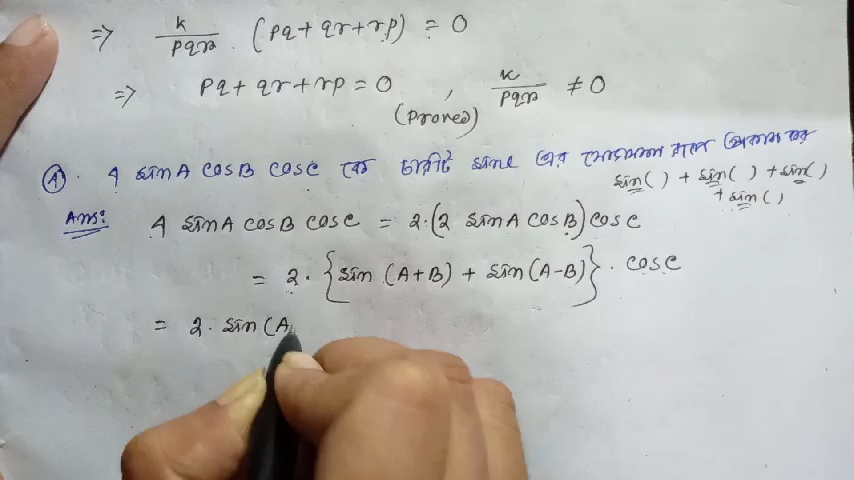 ⇒ k/pqr . (pq + qr + rp) = 0
⇒ pq + qr + rp = 0 , k/pqr ≠ 0
(Proved)
4. 4 sinA cosB cosC কে চারটি sine এর যোগফল রূপে প্রকাশ কর
sin( ) + sin( ) + sin( )
+ sin( )
Ans: 4 sinA cosB cosC = 2.(2 sinA cosB) cosC
= 2 . {sin (A+B) + sin(A-B)} . cosC
= 2. sin(A